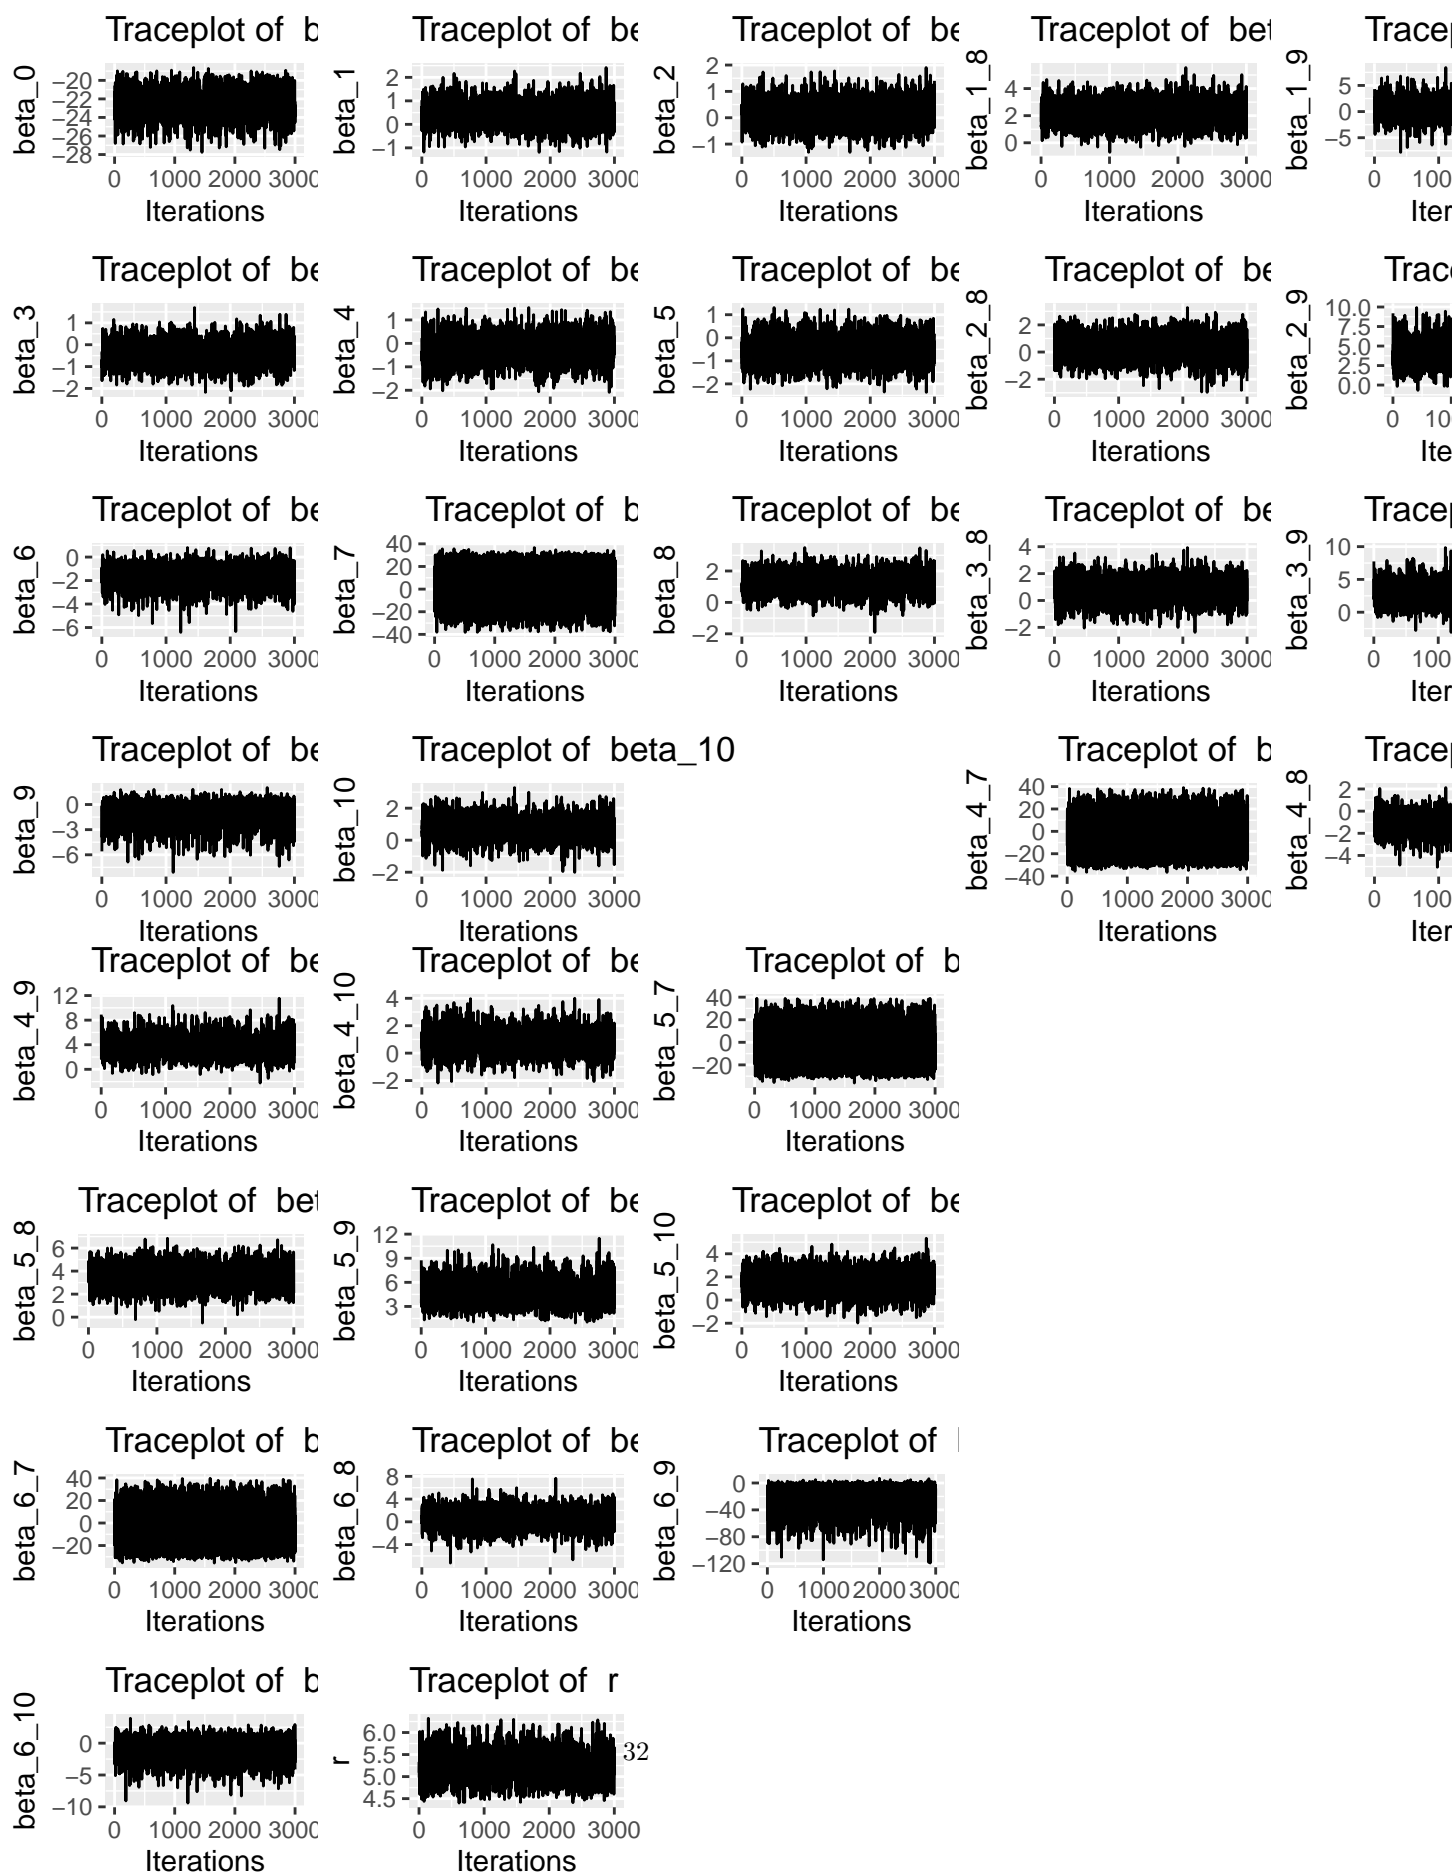 Traceplot of b
beta_0
−20
−22
−24
−26
−28
0 1000 2000 3000
Iterations
Traceplot of be
beta_1
2
1
0
−1
0 1000 2000 3000
Iterations
Traceplot of be
beta_2
2
1
0
−1
0 1000 2000 3000
Iterations
Traceplot of bet
beta_1_8
4
2
0
0 1000 2000 3000
Iterations
Tracep
beta_1_9
5
0
−5
0 100
Iter
Traceplot of be
beta_3
1
0
−1
−2
0 1000 2000 3000
Iterations
Traceplot of be
beta_4
1
0
−1
−2
0 1000 2000 3000
Iterations
Traceplot of be
beta_5
1
0
−1
−2
0 1000 2000 3000
Iterations
Traceplot of be
beta_2_8
2
0
−2
0 1000 2000 3000
Iterations
Trace
beta_2_9
10.0
7.5
5.0
2.5
0.0
0 10
Ite
Traceplot of be
beta_6
0
−2
−4
−6
0 1000 2000 3000
Iterations
Traceplot of b
beta_7
40
20
0
−20
−40
0 1000 2000 3000
Iterations
Traceplot of be
beta_8
2
0
−2
0 1000 2000 3000
Iterations
Traceplot of be
beta_3_8
4
2
0
−2
0 1000 2000 3000
Iterations
Tracep
beta_3_9
10
5
0
0 100
Iter
Traceplot of be
beta_9
0
−3
−6
0 1000 2000 3000
Iterations
Traceplot of beta_10
beta_10
2
0
−2
0 1000 2000 3000
Iterations
Traceplot of b
beta_4_7
40
20
0
−20
−40
0 1000 2000 3000
Iterations
Tracep
beta_4_8
2
0
−2
−4
0 100
Iter
Traceplot of be
beta_4_9
12
8
4
0
0 1000 2000 3000
Iterations
Traceplot of be
beta_4_10
4
2
0
−2
0 1000 2000 3000
Iterations
Traceplot of b
beta_5_7
40
20
0
−20
0 1000 2000 3000
Iterations
Traceplot of bet
beta_5_8
6
4
2
0
0 1000 2000 3000
Iterations
Traceplot of be
beta_5_9
12
9
6
3
0 1000 2000 3000
Iterations
Traceplot of be
beta_5_10
4
2
0
−2
0 1000 2000 3000
Iterations
Traceplot of b
beta_6_7
40
20
0
−20
0 1000 2000 3000
Iterations
Traceplot of be
beta_6_8
8
4
0
−4
0 1000 2000 3000
Iterations
Traceplot of
beta_6_9
0
−40
−80
−120
0 1000 2000 3000
Iterations
Traceplot of b
beta_6_10
0
−5
−10
0 1000 2000 3000
Iterations
Traceplot of r
r
6.0
5.5
5.0
4.5
0 1000 2000 3000
Iterations
32